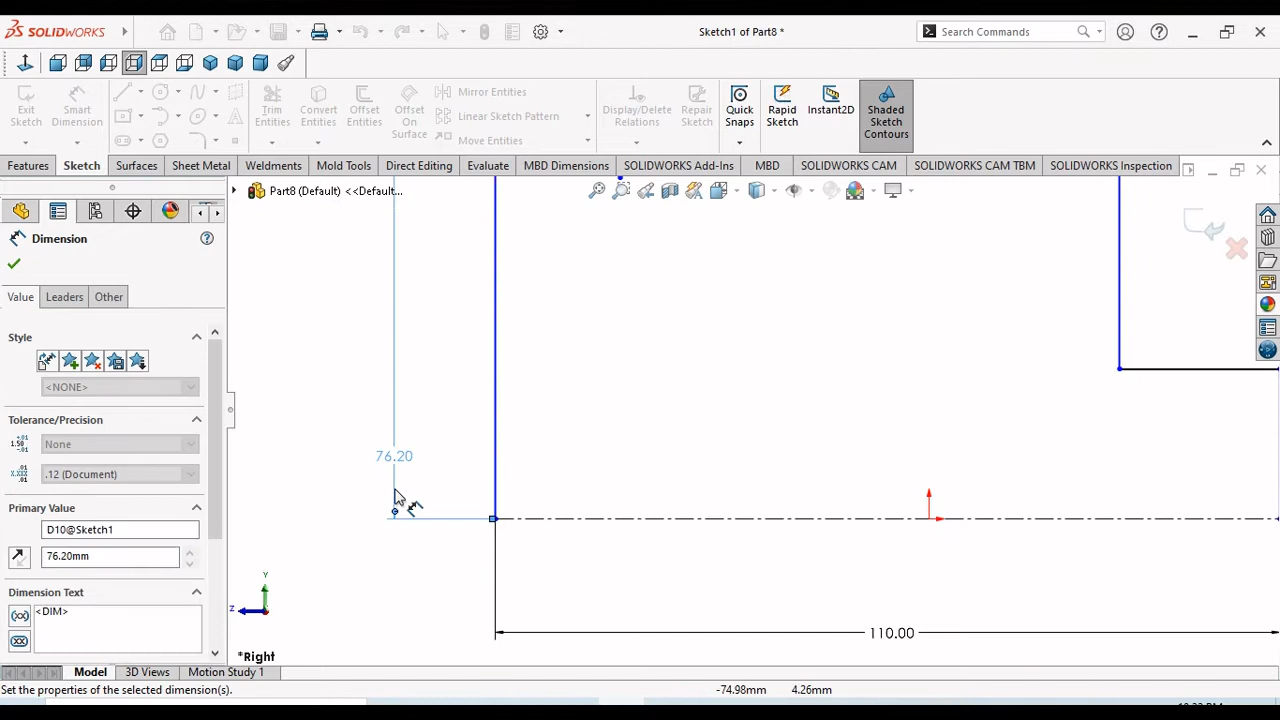 SOLIDWORKS
Sketch1 of Part8 *
Search Commands
Exit Sketch
Smart Dimension
Trim Entities
Convert Entities
Offset Entities
Offset On Surface
Mirror Entities
Linear Sketch Pattern
Move Entities
Display/Delete Relations
Repair Sketch
Quick Snaps
Rapid Sketch
Instant2D
Shaded Sketch Contours
Features
Sketch
Surfaces
Sheet Metal
Weldments
Mold Tools
Direct Editing
Evaluate
MBD Dimensions
SOLIDWORKS Add-Ins
MBD
SOLIDWORKS CAM
SOLIDWORKS CAM TBM
SOLIDWORKS Inspection
Part8 (Default) <<Default...
Dimension
Value
Leaders
Other
Style
<NONE>
Tolerance/Precision
None
.12 (Document)
Primary Value
D10@Sketch1
76.20mm
Dimension Text
<DIM>
76.20
110.00
Y
Z
*Right
Model
3D Views
Motion Study 1
Set the properties of the selected dimension(s).
-74.98mm
4.26mm